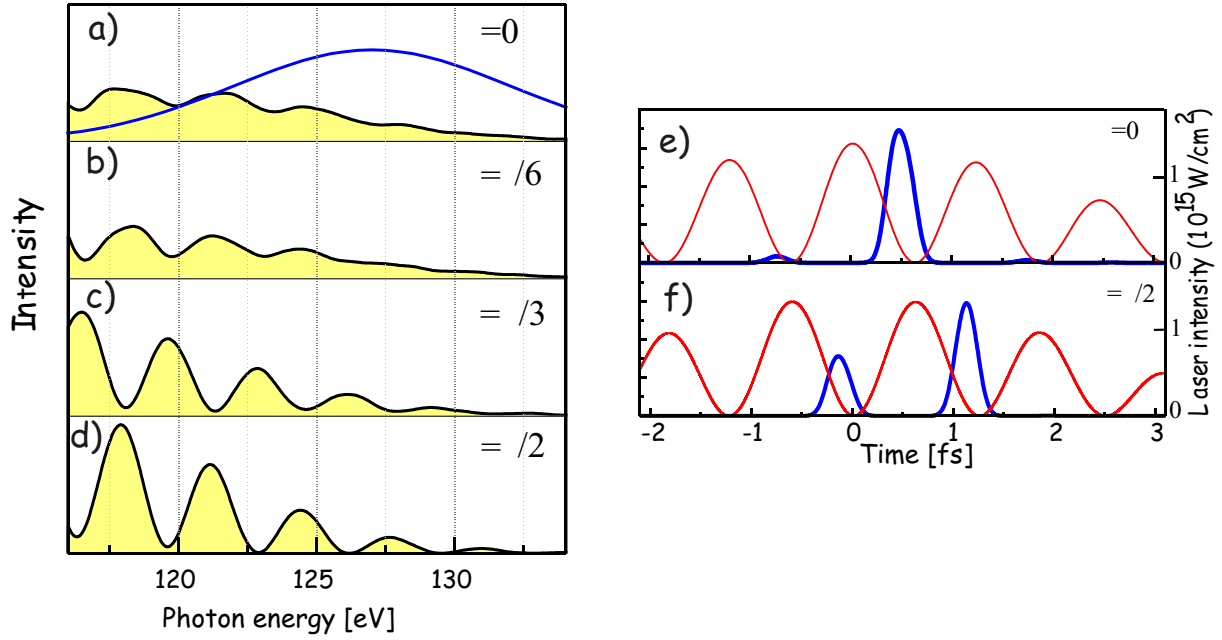 a)
=0
b)
= /6
c)
= /3
d)
= /2
Intensity
120 125 130
Photon energy [eV]
e)
=0
f)
= /2
1
0
1
0
Laser intensity (10^15 W/cm^2)
-2 -1 0 1 2 3
Time [fs]